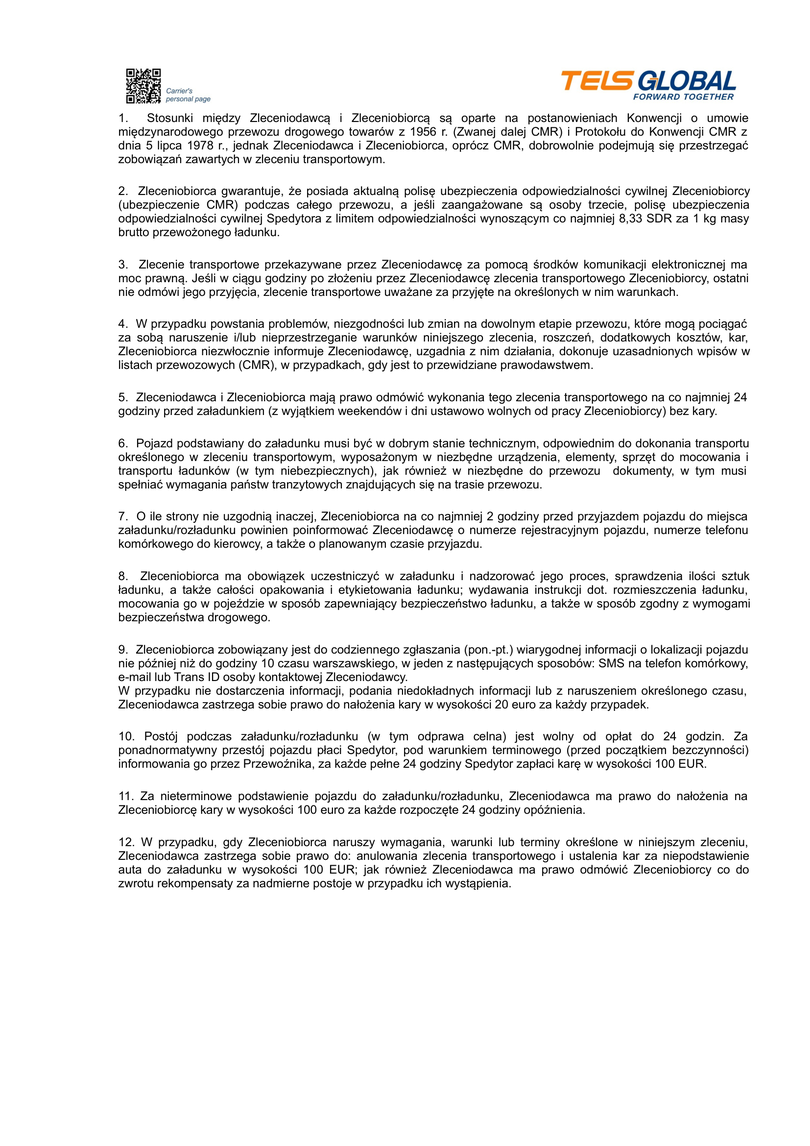 Carrier's
personal page
TELS GLOBAL
FORWARD TOGETHER
1. Stosunki między Zleceniodawcą i Zleceniobiorcą są oparte na postanowieniach Konwencji o umowie
międzynarodowego przewozu drogowego towarów z 1956 r. (Zwanej dalej CMR) i Protokołu do Konwencji CMR z
dnia 5 lipca 1978 r., jednak Zleceniodawca i Zleceniobiorca, oprócz CMR, dobrowolnie podejmują się przestrzegać
zobowiązań zawartych w zleceniu transportowym.
2. Zleceniobiorca gwarantuje, że posiada aktualną polisę ubezpieczenia odpowiedzialności cywilnej Zleceniobiorcy
(ubezpieczenie CMR) podczas całego przewozu, a jeśli zaangażowane są osoby trzecie, polisę ubezpieczenia
odpowiedzialności cywilnej Spedytora z limitem odpowiedzialności wynoszącym co najmniej 8,33 SDR za 1 kg masy
brutto przewożonego ładunku.
3. Zlecenie transportowe przekazywane przez Zleceniodawcę za pomocą środków komunikacji elektronicznej ma
moc prawną. Jeśli w ciągu godziny po złożeniu przez Zleceniodawcę zlecenia transportowego Zleceniobiorcy, ostatni
nie odmówi jego przyjęcia, zlecenie transportowe uważane za przyjęte na określonych w nim warunkach.
4. W przypadku powstania problemów, niezgodności lub zmian na dowolnym etapie przewozu, które mogą pociągać
za sobą naruszenie i/lub nieprzestrzeganie warunków niniejszego zlecenia, roszczeń, dodatkowych kosztów, kar,
Zleceniobiorca niezwłocznie informuje Zleceniodawcę, uzgadnia z nim działania, dokonuje uzasadnionych wpisów w
listach przewozowych (CMR), w przypadkach, gdy jest to przewidziane prawodawstwem.
5. Zleceniodawca i Zleceniobiorca mają prawo odmówić wykonania tego zlecenia transportowego na co najmniej 24
godziny przed załadunkiem (z wyjątkiem weekendów i dni ustawowo wolnych od pracy Zleceniobiorcy) bez kary.
6. Pojazd podstawiany do załadunku musi być w dobrym stanie technicznym, odpowiednim do dokonania transportu
określonego w zleceniu transportowym, wyposażonym w niezbędne urządzenia, elementy, sprzęt do mocowania i
transportu ładunków (w tym niebezpiecznych), jak również w niezbędne do przewozu dokumenty, w tym musi
spełniać wymagania państw tranzytowych znajdujących się na trasie przewozu.
7. O ile strony nie uzgodnią inaczej, Zleceniobiorca na co najmniej 2 godziny przed przyjazdem pojazdu do miejsca
załadunku/rozładunku powinien poinformować Zleceniodawcę o numerze rejestracyjnym pojazdu, numerze telefonu
komórkowego do kierowcy, a także o planowanym czasie przyjazdu.
8. Zleceniobiorca ma obowiązek uczestniczyć w załadunku i nadzorować jego proces, sprawdzenia ilości sztuk
ładunku, a także całości opakowania i etykietowania ładunku; wydawania instrukcji dot. rozmieszczenia ładunku,
mocowania go w pojeździe w sposób zapewniający bezpieczeństwo ładunku, a także w sposób zgodny z wymogami
bezpieczeństwa drogowego.
9. Zleceniobiorca zobowiązany jest do codziennego zgłaszania (pon.-pt.) wiarygodnej informacji o lokalizacji pojazdu
nie później niż do godziny 10 czasu warszawskiego, w jeden z następujących sposobów: SMS na telefon komórkowy,
e-mail lub Trans ID osoby kontaktowej Zleceniodawcy.
W przypadku nie dostarczenia informacji, podania niedokładnych informacji lub z naruszeniem określonego czasu,
Zleceniodawca zastrzega sobie prawo do nałożenia kary w wysokości 20 euro za każdy przypadek.
10. Postój podczas załadunku/rozładunku (w tym odprawa celna) jest wolny od opłat do 24 godzin. Za
ponadnormatywny przestój pojazdu płaci Spedytor, pod warunkiem terminowego (przed początkiem bezczynności)
informowania go przez Przewoźnika, za każde pełne 24 godziny Spedytor zapłaci karę w wysokości 100 EUR.
11. Za nieterminowe podstawienie pojazdu do załadunku/rozładunku, Zleceniodawca ma prawo do nałożenia na
Zleceniobiorcę kary w wysokości 100 euro za każde rozpoczęte 24 godziny opóźnienia.
12. W przypadku, gdy Zleceniobiorca naruszy wymagania, warunki lub terminy określone w niniejszym zleceniu,
Zleceniodawca zastrzega sobie prawo do: anulowania zlecenia transportowego i ustalenia kar za niepodstawienie
auta do załadunku w wysokości 100 EUR; jak również Zleceniodawca ma prawo odmówić Zleceniobiorcy co do
zwrotu rekompensaty za nadmierne postoje w przypadku ich wystąpienia.